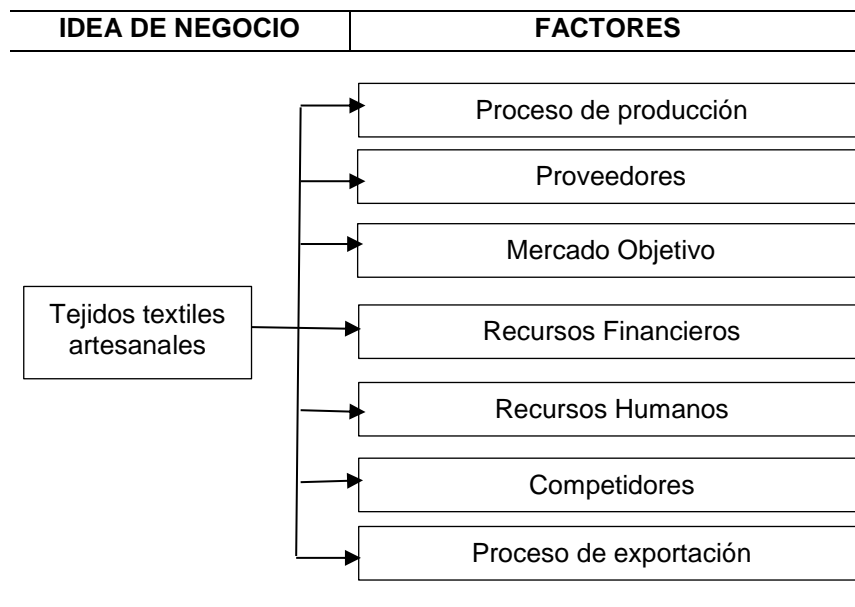 IDEA DE NEGOCIO
FACTORES
Proceso de producción
Proveedores
Mercado Objetivo
Tejidos textiles
artesanales
Recursos Financieros
Recursos Humanos
Competidores
Proceso de exportación